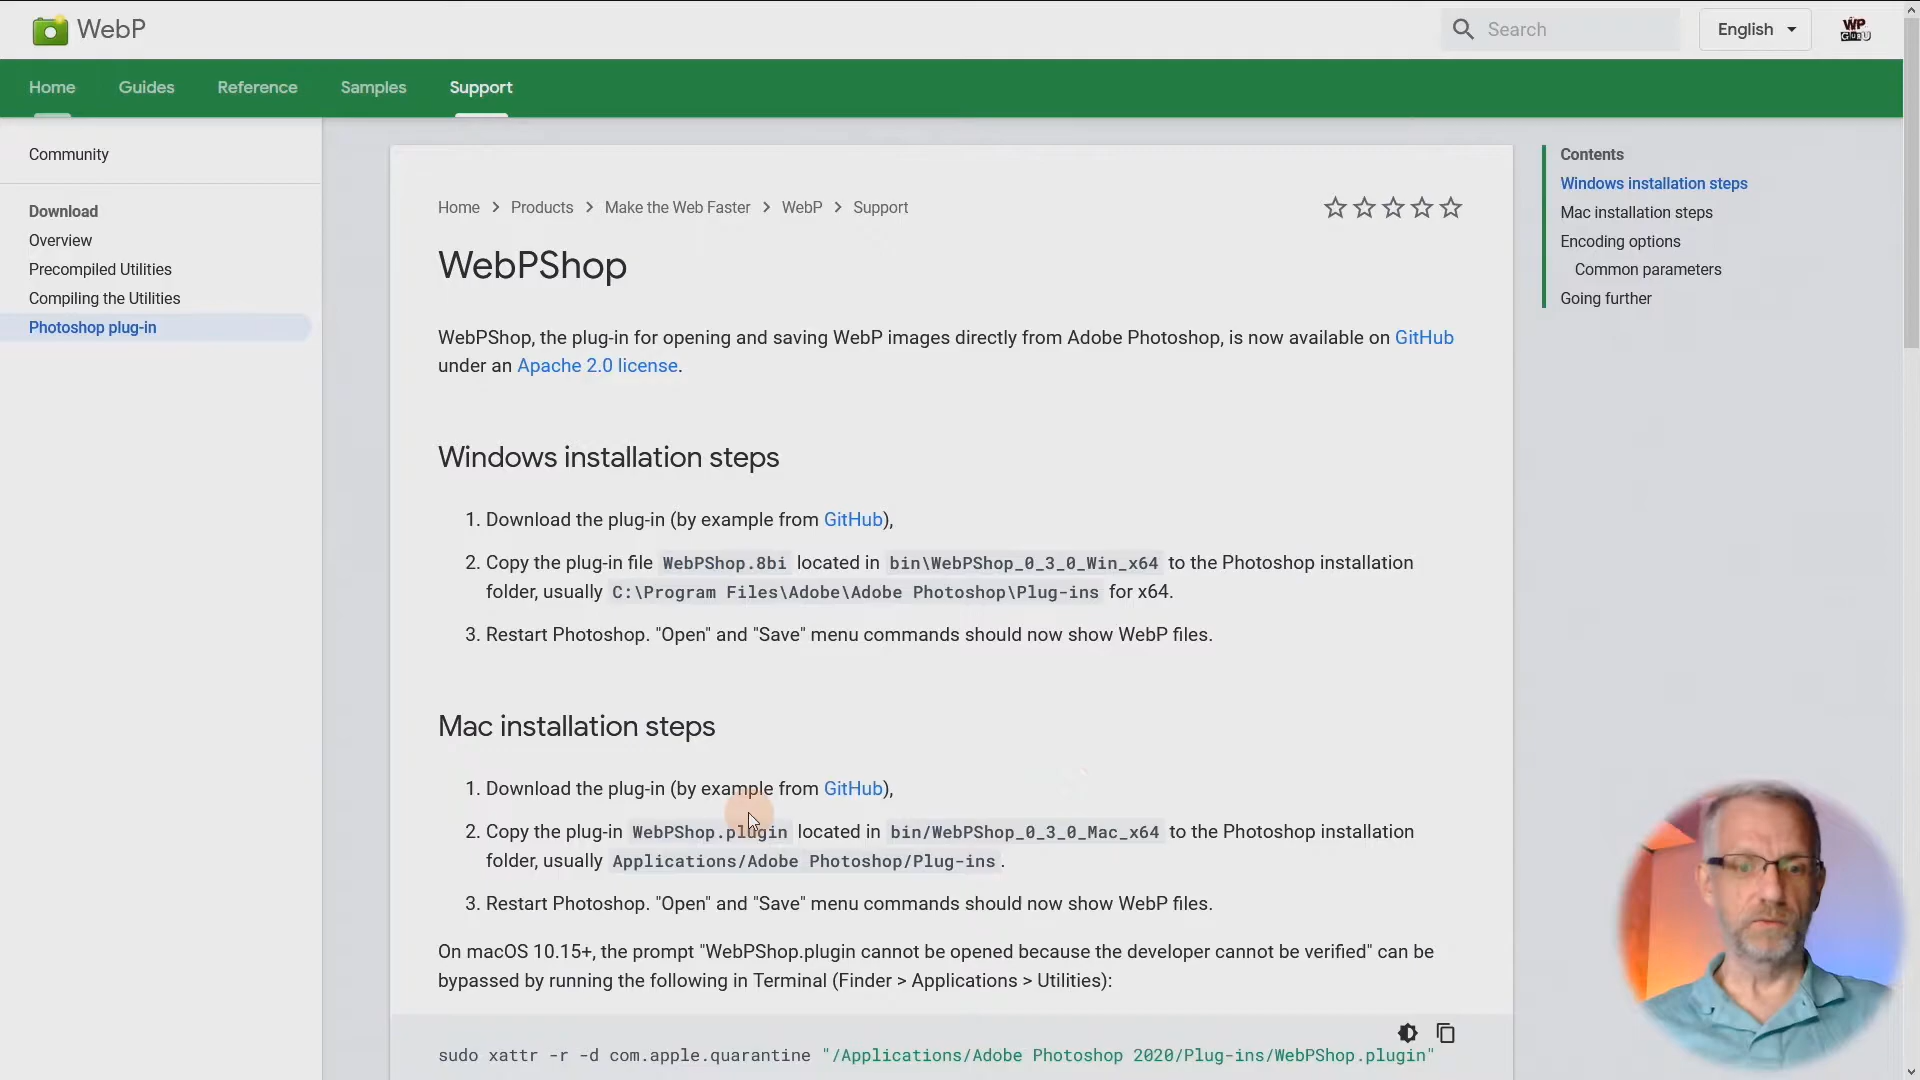 WebP
Search
English
WP
GURU
Home
Guides
Reference
Samples
Support
Community
Download
Overview
Precompiled Utilities
Compiling the Utilities
Photoshop plug-in
Home > Products > Make the Web Faster > WebP > Support
WebPShop
WebPShop, the plug-in for opening and saving WebP images directly from Adobe Photoshop, is now available on GitHub
under an Apache 2.0 license.
Windows installation steps
1. Download the plug-in (by example from GitHub),
2. Copy the plug-in file WebPShop.8bi located in bin\WebPShop_0_3_0_Win_x64 to the Photoshop installation
folder, usually C:\Program Files\Adobe\Adobe Photoshop\Plug-ins for x64.
3. Restart Photoshop. "Open" and "Save" menu commands should now show WebP files.
Mac installation steps
1. Download the plug-in (by example from GitHub),
2. Copy the plug-in WebPShop.plugin located in bin/WebPShop_0_3_0_Mac_x64 to the Photoshop installation
folder, usually Applications/Adobe Photoshop/Plug-ins.
3. Restart Photoshop. "Open" and "Save" menu commands should now show WebP files.
On macOS 10.15+, the prompt "WebPShop.plugin cannot be opened because the developer cannot be verified" can be
bypassed by running the following in Terminal (Finder > Applications > Utilities):
sudo xattr -r -d com.apple.quarantine "/Applications/Adobe Photoshop 2020/Plug-ins/WebPShop.plugin"
Contents
Windows installation steps
Mac installation steps
Encoding options
Common parameters
Going further